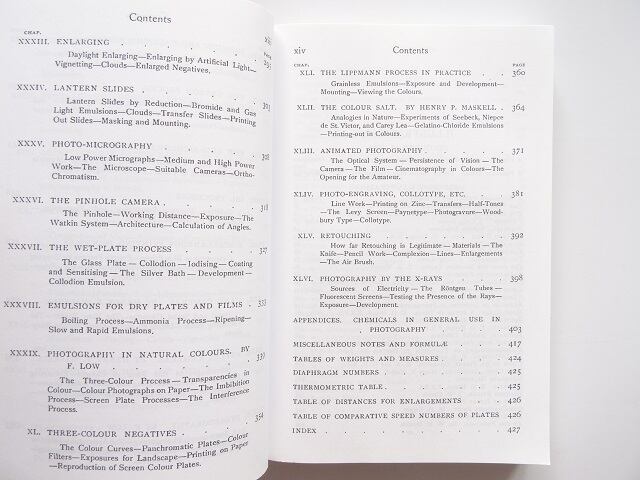 Contents
CHAP.
PAGE
XXXIII. ENLARGING
Daylight Enlarging—Enlarging by Artificial Light—
Vignetting—Clouds—Enlarged Negatives.
XXXIV. LANTERN SLIDES
Lantern Slides by Reduction—Bromide and Gas
Light Emulsions—Clouds—Transfer Slides—Printing
Out Slides—Masking and Mounting.
XXXV. PHOTO-MICROGRAPHY
Low Power Micrographs—Medium and High Power
Work—The Microscope—Suitable Cameras—Ortho-
Chromatism.
XXXVI. THE PINHOLE CAMERA . . . . 318
The Pinhole—Working Distance—Exposure—The
Watkin System—Architecture—Calculation of Angles.
XXXVII. THE WET-PLATE PROCESS . . . . 327
The Glass Plate — Collodion — Iodising — Coating
and Sensitising — The Silver Bath — Development —
Collodion Emulsion.
XXXVIII. EMULSIONS FOR DRY PLATES AND FILMS . 333
Boiling Process—Ammonia Process—Ripening—
Slow and Rapid Emulsions.
XXXIX. PHOTOGRAPHY IN NATURAL COLOURS. BY
F. LOW . . . . . . . 339
The Three-Colour Process — Transparencies in
Colour—Colour Photographs on Paper—The Imbibition
Process—Screen Plate Processes—The Interference
Process.
XL. THREE-COLOUR NEGATIVES . . . . 354
The Colour Curves—Panchromatic Plates—Colour
Filters—Exposures for Landscape—Printing on Paper
—Reproduction of Screen Colour Plates.
xiv Contents
CHAP. PAGE
XLI. THE LIPPMANN PROCESS IN PRACTICE . . . 360
Grainless Emulsions—Exposure and Development—
Mounting—Viewing the Colours.
XLII. THE COLOUR SALT. BY HENRY P. MASKELL . 364
Analogies in Nature—Experiments of Seebeck, Niepce
de St. Victor, and Carey Lea—Gelatino-Chloride Emulsions
—Printing-out in Colours.
XLIII. ANIMATED PHOTOGRAPHY . . . . . 371
The Optical System — Persistence of Vision — The
Camera — The Film — Cinematography in Colours—The
Opening for the Amateur.
XLIV. PHOTO-ENGRAVING, COLLOTYPE, ETC. . . . 381
Line Work—Printing on Zinc—Transfers—Half-Tones
—The Levy Screen—Paynetype—Photogravure—Wood-
bury Type—Collotype.
XLV. RETOUCHING . . . . . . 392
How far Retouching is Legitimate—Materials—The
Knife—Pencil Work—Complexion—Lines—Enlargements
—The Air Brush.
XLVI. PHOTOGRAPHY BY THE X-RAYS . . . . 398
Sources of Electricity — The Röntgen Tubes —
Fluorescent Screens—Testing the Presence of the Rays—
Exposure—Development.
APPENDICES. CHEMICALS IN GENERAL USE IN
PHOTOGRAPHY . . . . . 403
MISCELLANEOUS NOTES AND FORMULÆ . . . 417
TABLES OF WEIGHTS AND MEASURES . . . . 424
DIAPHRAGM NUMBERS . . . . . . 425
THERMOMETRIC TABLE . . . . . . 425
TABLE OF DISTANCES FOR ENLARGEMENTS . . 426
TABLE OF COMPARATIVE SPEED NUMBERS OF PLATES 426
INDEX . . . . . . . . 427